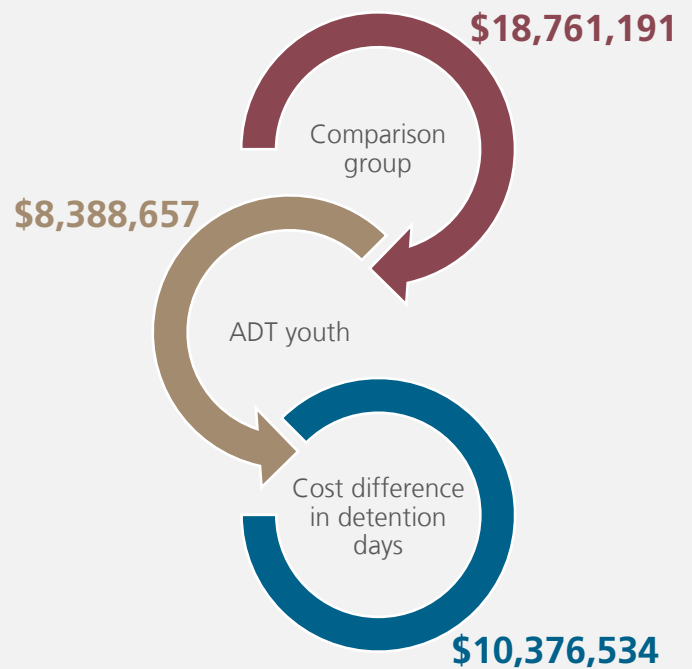 $18,761,191
Comparison
group
$8,388,657
ADT youth
Cost difference
in detention
days
$10,376,534